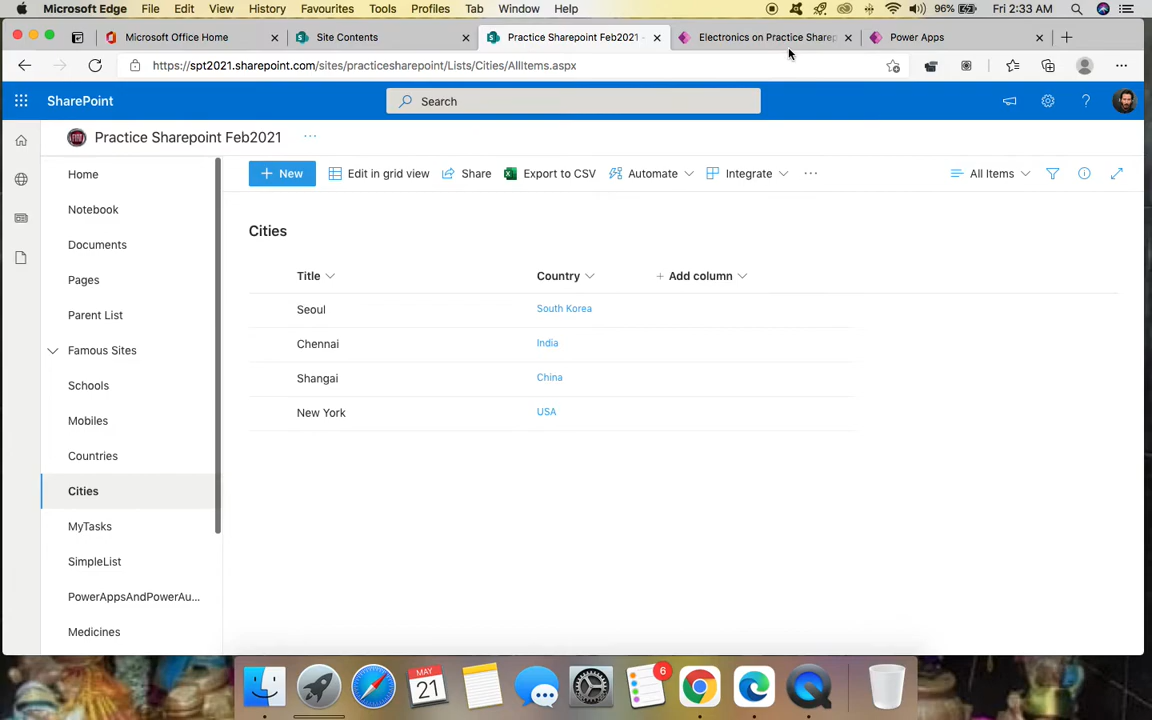 Microsoft Edge File Edit View History Favourites Tools Profiles Tab Window Help 96% Fri 2:33 AM
Microsoft Office Home Site Contents Practice Sharepoint Feb2021 - Electronics on Practice Sharep Power Apps
https://spt2021.sharepoint.com/sites/practicesharepoint/Lists/Cities/AllItems.aspx
SharePoint Search
Practice Sharepoint Feb2021 ...
New Edit in grid view Share Export to CSV Automate Integrate ... All Items
Home
Notebook
Documents
Pages
Parent List
Famous Sites
Schools
Mobiles
Countries
Cities
MyTasks
SimpleList
PowerAppsAndPowerAu...
Medicines
Cities
Title Country + Add column
Seoul South Korea
Chennai India
Shangai China
New York USA
MAY
21
6